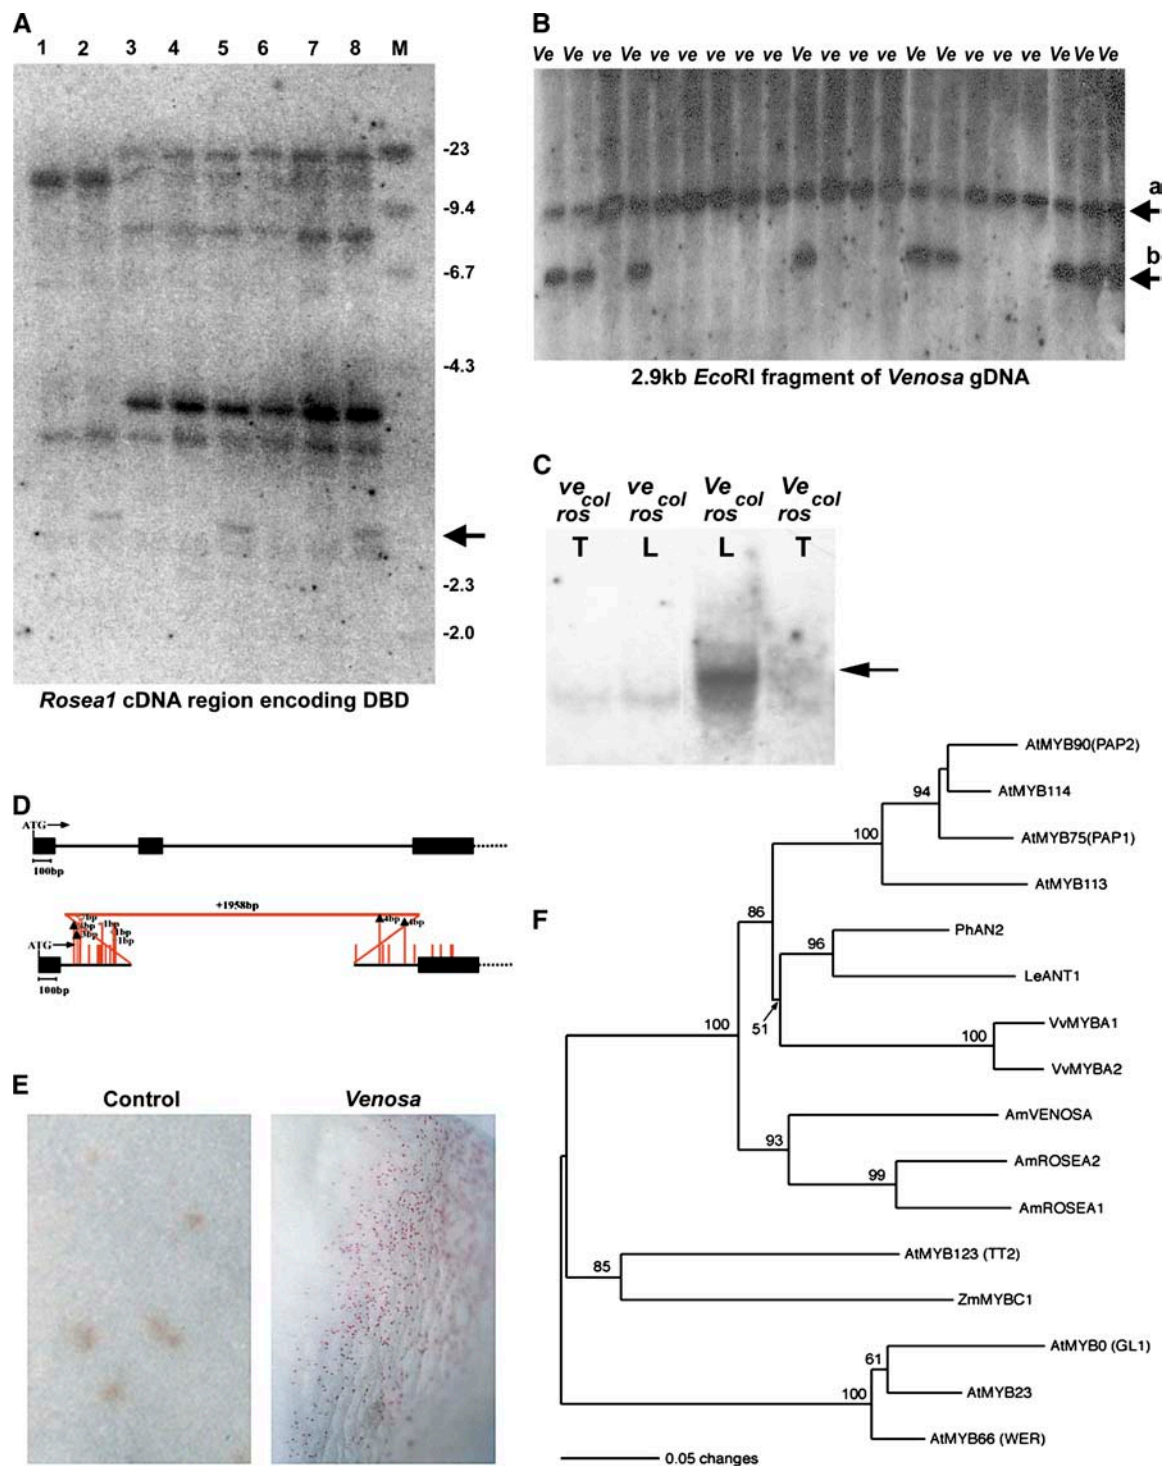 A
1 2 3 4 5 6 7 8 M
-23
-9.4
-6.7
-4.3
-2.3
-2.0
Rosea1 cDNA region encoding DBD
B
Ve Ve ve Ve ve ve ve ve ve Ve ve ve ve Ve Ve ve ve ve Ve Ve Ve
a
b
2.9kb EcoRI fragment of Venosa gDNA
C
ve col ros
ve col ros
Ve col ros
Ve col ros
T L L T
D
ATG
100bp
+1958bp
1bp
1bp
3bp
4bp
ATG
100bp
E
Control
Venosa
F
AtMYB90(PAP2)
AtMYB114
94
AtMYB75(PAP1)
100
AtMYB113
86
PhAN2
96
LeANT1
51
VvMYBA1
100
VvMYBA2
100
AmVENOSA
93
AmROSEA2
99
AmROSEA1
AtMYB123 (TT2)
85
ZmMYBC1
AtMYB0 (GL1)
61
AtMYB23
100
AtMYB66 (WER)
0.05 changes